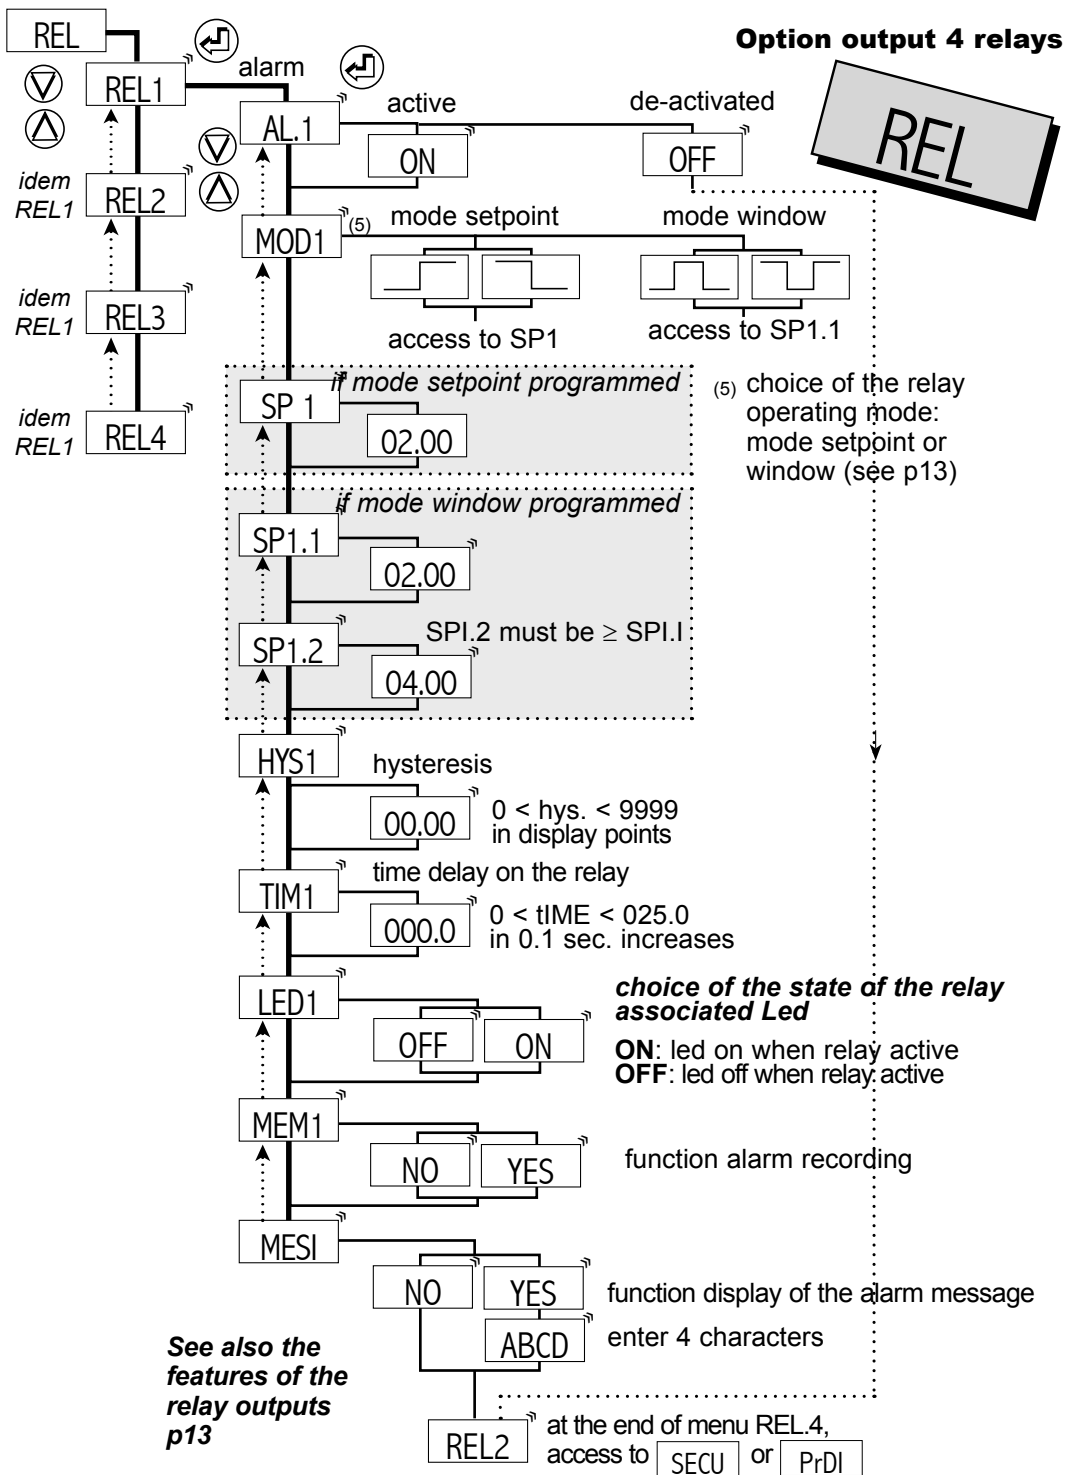 REL
Option output 4 relays
REL
REL1
alarm
AL.1
active
de-activated
ON
OFF
idem
REL1
REL2
MOD1
(5)
mode setpoint
mode window
access to SP1
access to SP1.1
idem
REL1
REL3
if mode setpoint programmed
SP 1
02.00
(5) choice of the relay
operating mode:
mode setpoint or
window (see p13)
idem
REL1
REL4
if mode window programmed
SP1.1
02.00
SP1.2
SPI.2 must be ≥ SPI.I
04.00
HYS1
hysteresis
00.00
0 < hys. < 9999
in display points
TIM1
time delay on the relay
000.0
0 < tIME < 025.0
in 0.1 sec. increases
LED1
OFF
ON
choice of the state of the relay
associated Led
ON: led on when relay active
OFF: led off when relay active
MEM1
NO
YES
function alarm recording
MESI
NO
YES
function display of the alarm message
ABCD
enter 4 characters
See also the
features of the
relay outputs
p13
REL2
at the end of menu REL.4,
access to SECU or PrDI